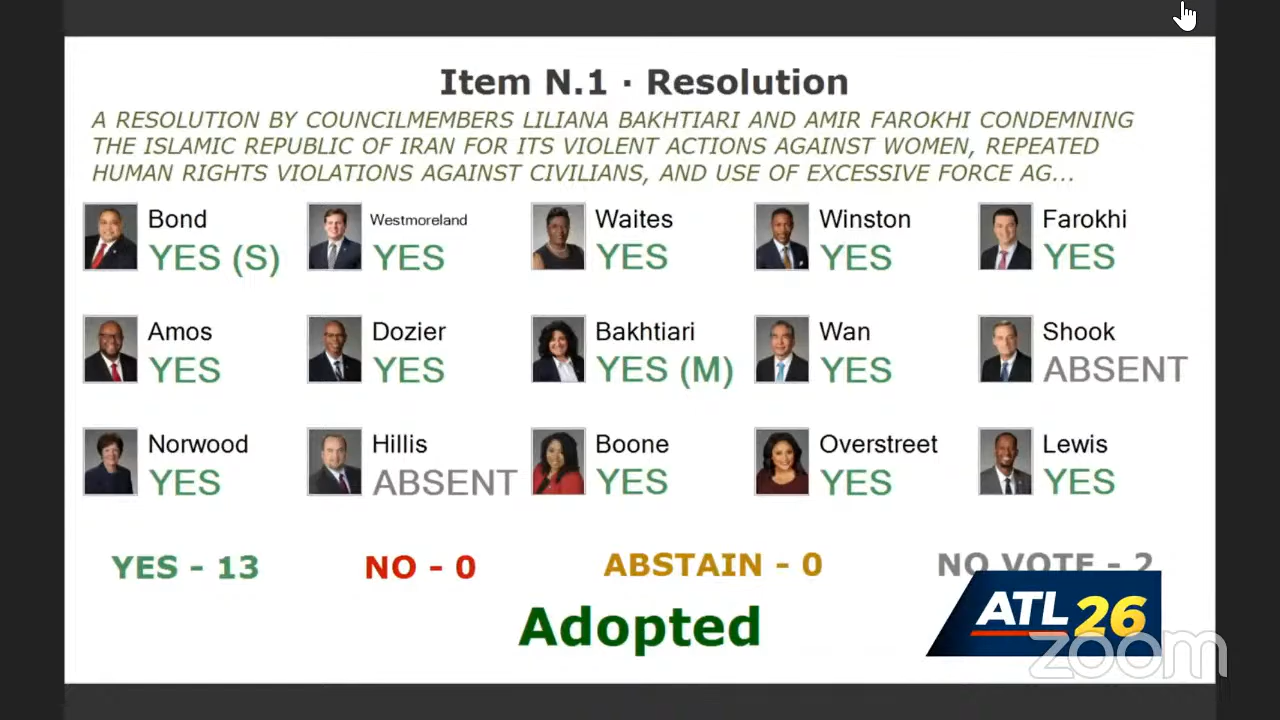 Item N.1 · Resolution
A RESOLUTION BY COUNCILMEMBERS LILIANA BAKHTIARI AND AMIR FAROKHI CONDEMNING
THE ISLAMIC REPUBLIC OF IRAN FOR ITS VIOLENT ACTIONS AGAINST WOMEN, REPEATED
HUMAN RIGHTS VIOLATIONS AGAINST CIVILIANS, AND USE OF EXCESSIVE FORCE AG...
Bond Westmoreland Waites Winston Farokhi
YES (S) YES YES YES YES
Amos Dozier Bakhtiari Wan Shook
YES YES YES (M) YES ABSENT
Norwood Hillis Boone Overstreet Lewis
YES ABSENT YES YES YES
YES - 13 NO - 0 ABSTAIN - 0 NO VOTE - 2
Adopted
ATL 26
zoom